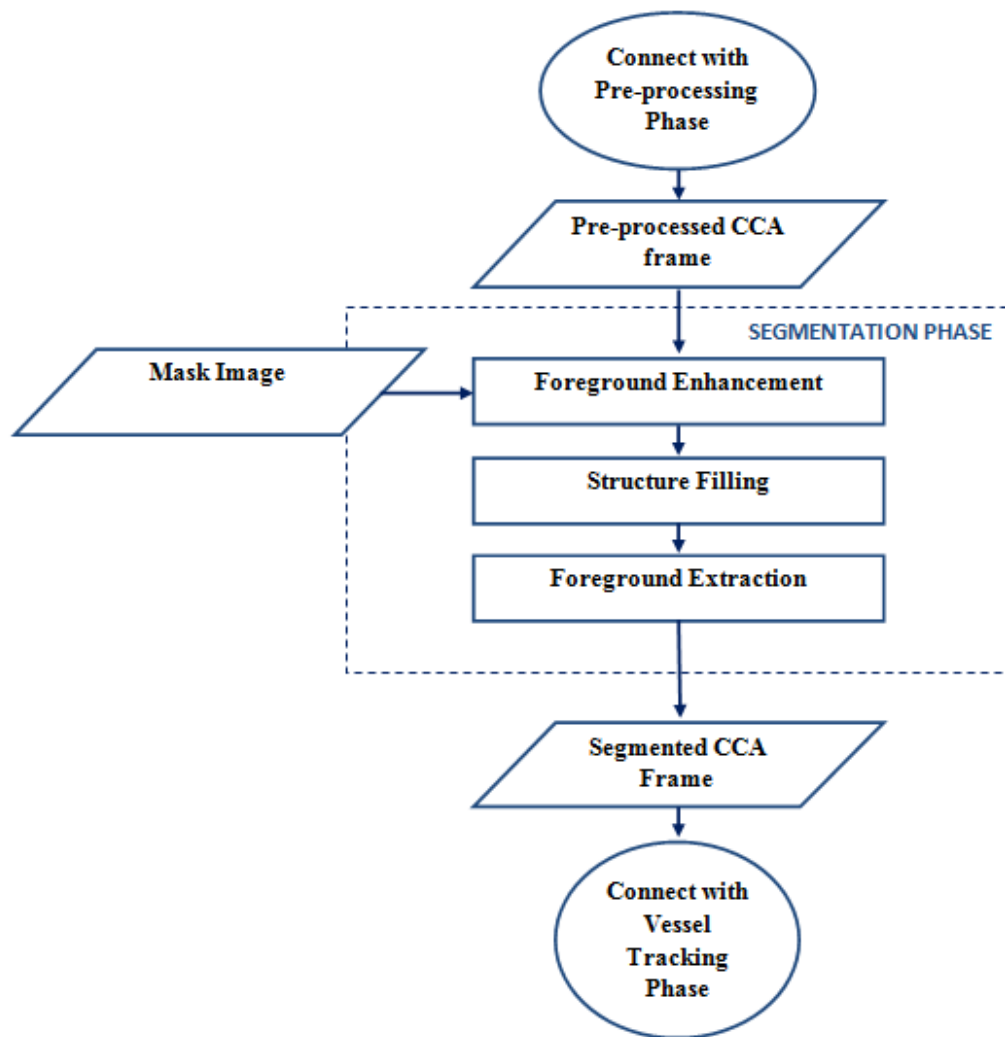 Connect with
Pre-processing
Phase
Pre-processed CCA
frame
SEGMENTATION PHASE
Mask Image
Foreground Enhancement
Structure Filling
Foreground Extraction
Segmented CCA
Frame
Connect with
Vessel
Tracking
Phase